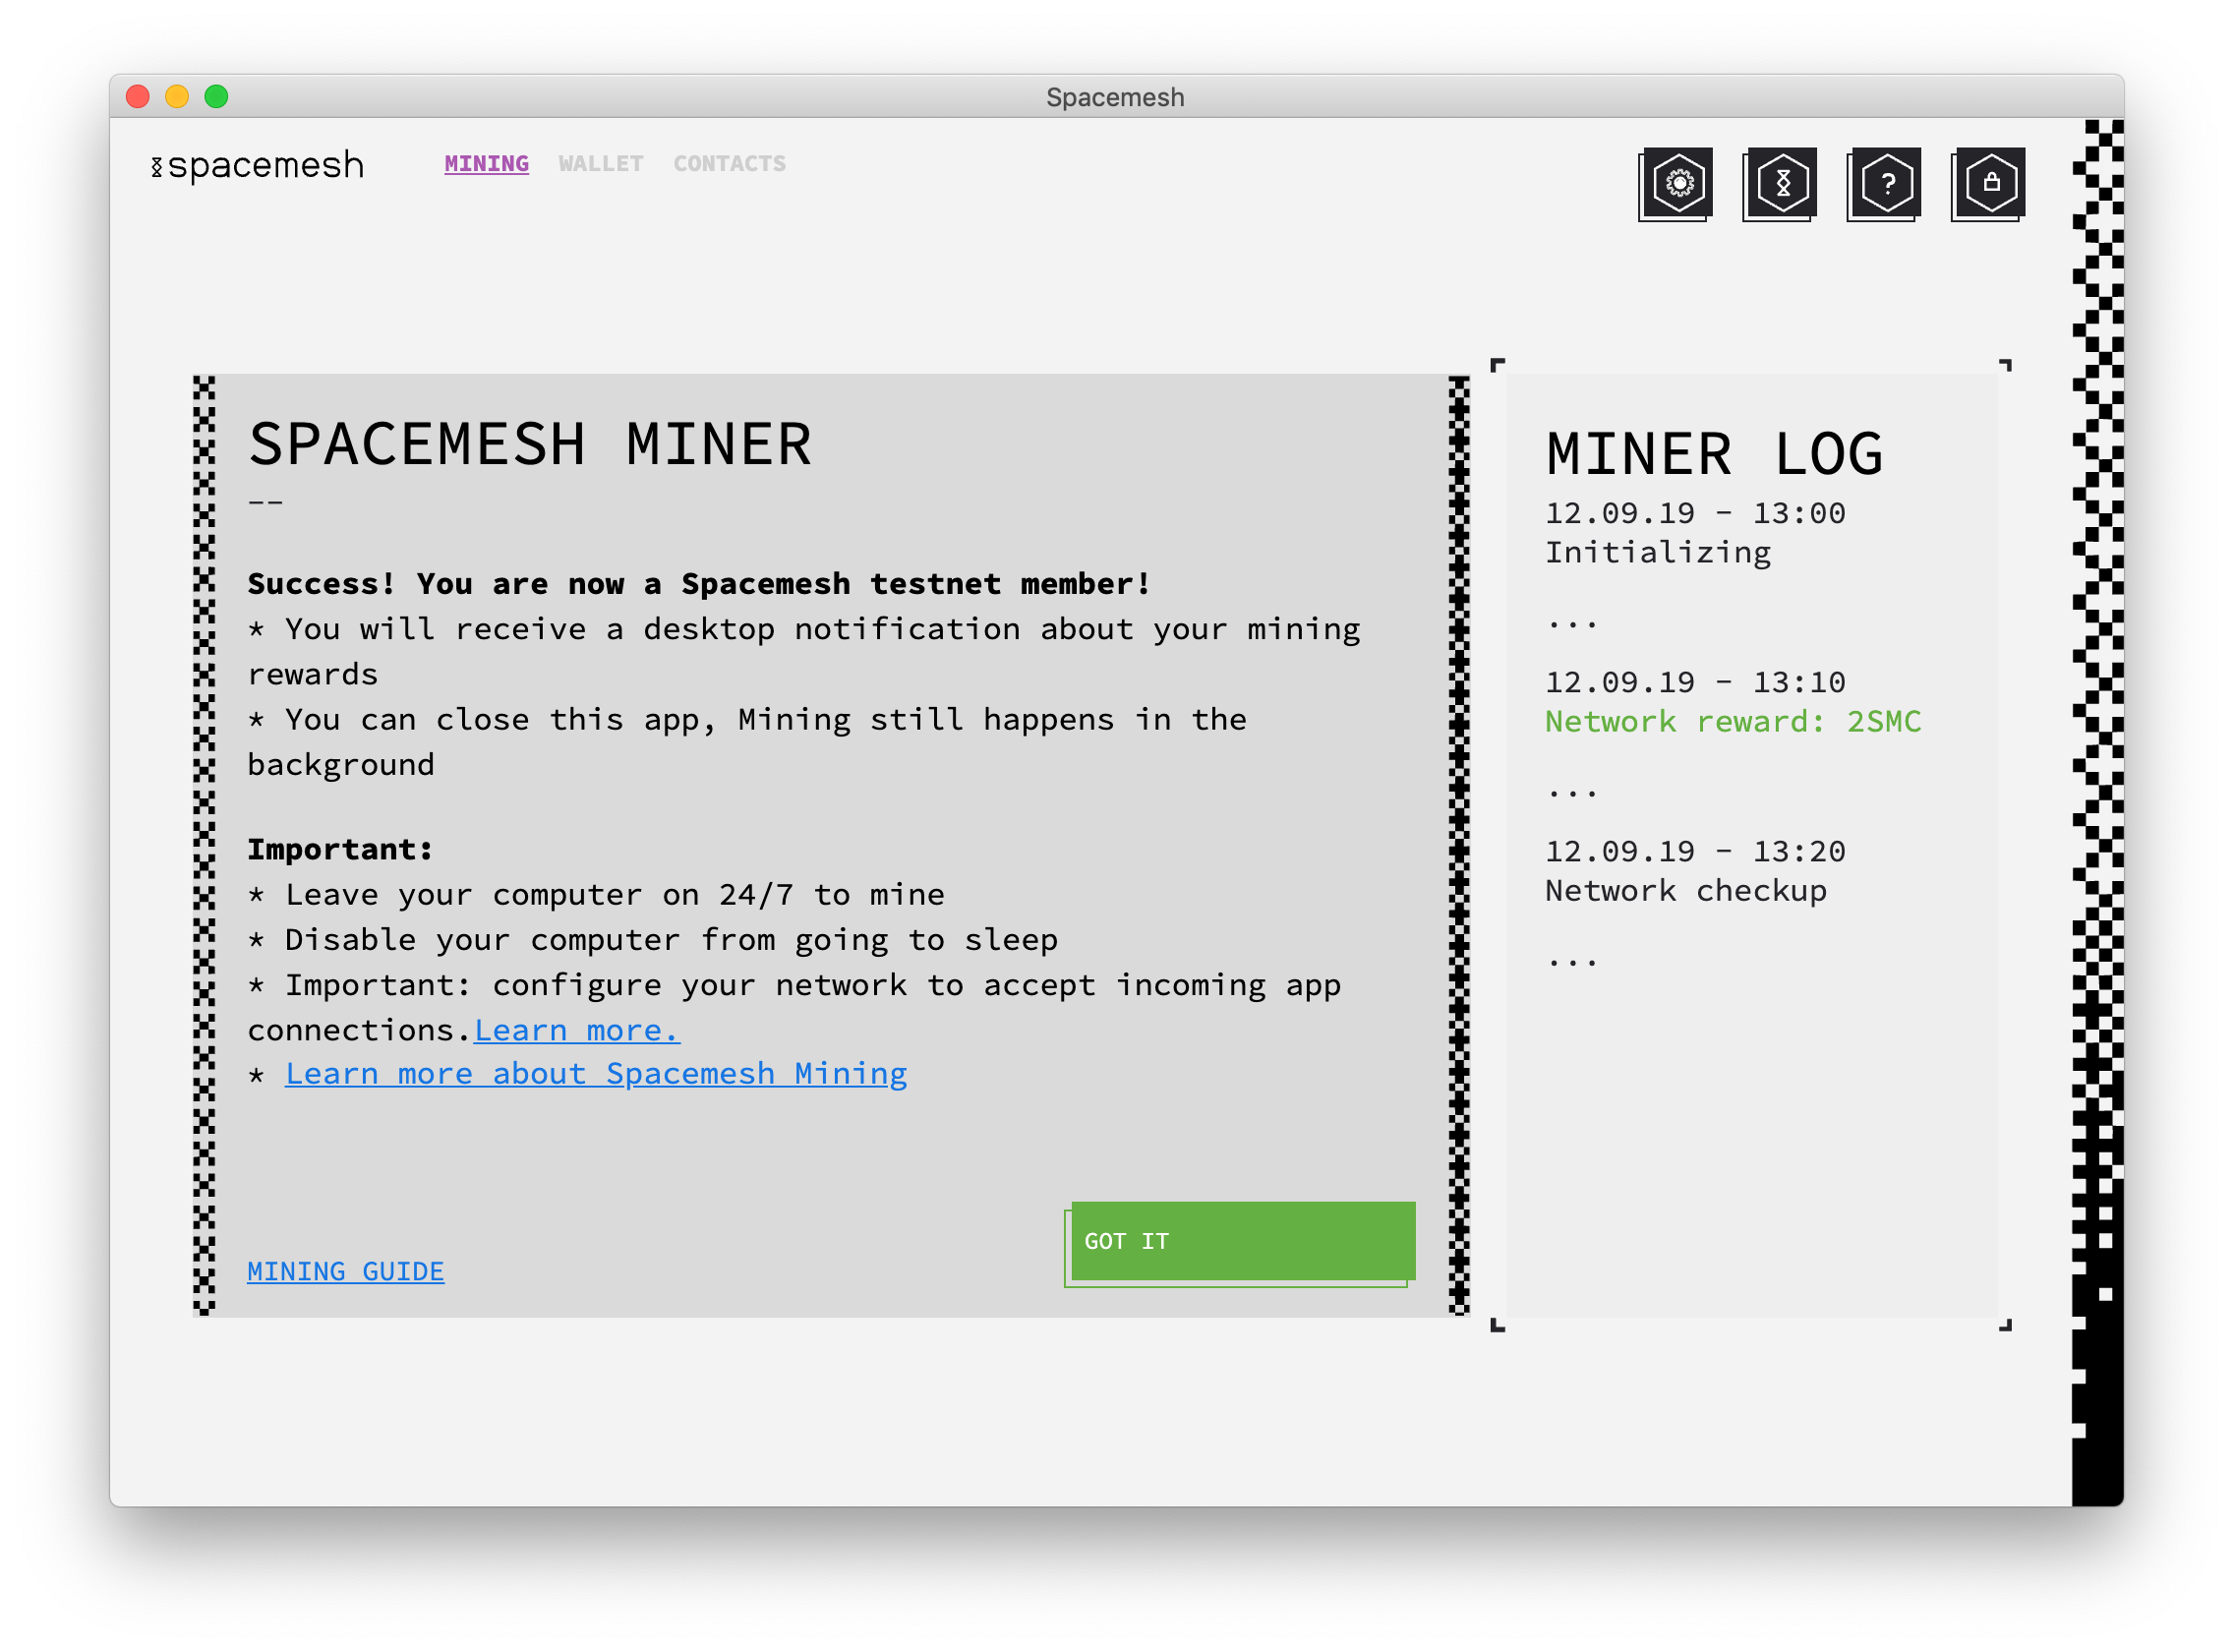 Spacemesh
spacemesh
MINING WALLET CONTACTS
?
SPACEMESH MINER
--
Success! You are now a Spacemesh testnet member!
* You will receive a desktop notification about your mining
rewards
* You can close this app, Mining still happens in the
background
Important:
* Leave your computer on 24/7 to mine
* Disable your computer from going to sleep
* Important: configure your network to accept incoming app
connections.Learn more.
* Learn more about Spacemesh Mining
MINING GUIDE
GOT IT
MINER LOG
12.09.19 - 13:00
Initializing
...
12.09.19 - 13:10
Network reward: 2SMC
...
12.09.19 - 13:20
Network checkup
...